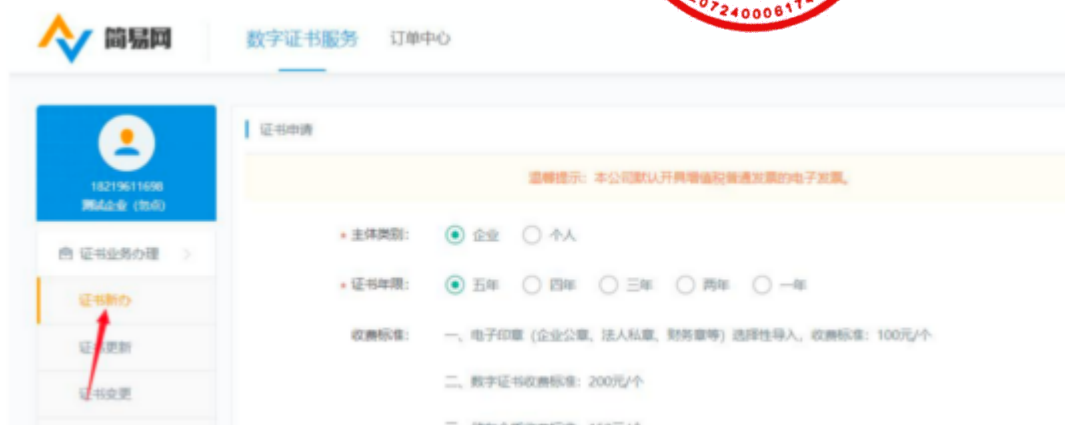 简易网
数字证书服务
订单中心
0724000617
18219611698
测试企业（勿动）
证书业务办理
证书新办
证书更新
证书变更
证书申请
温馨提示：本公司默认开具增值税普通发票的电子发票。
* 主体类别： 企业 个人
* 证书年限： 五年 四年 三年 两年 一年
收费标准： 一、电子印章（企业公章、法人私章、财务章等）选择性导入，收费标准：100元/个
二、数字证书收费标准：200元/个